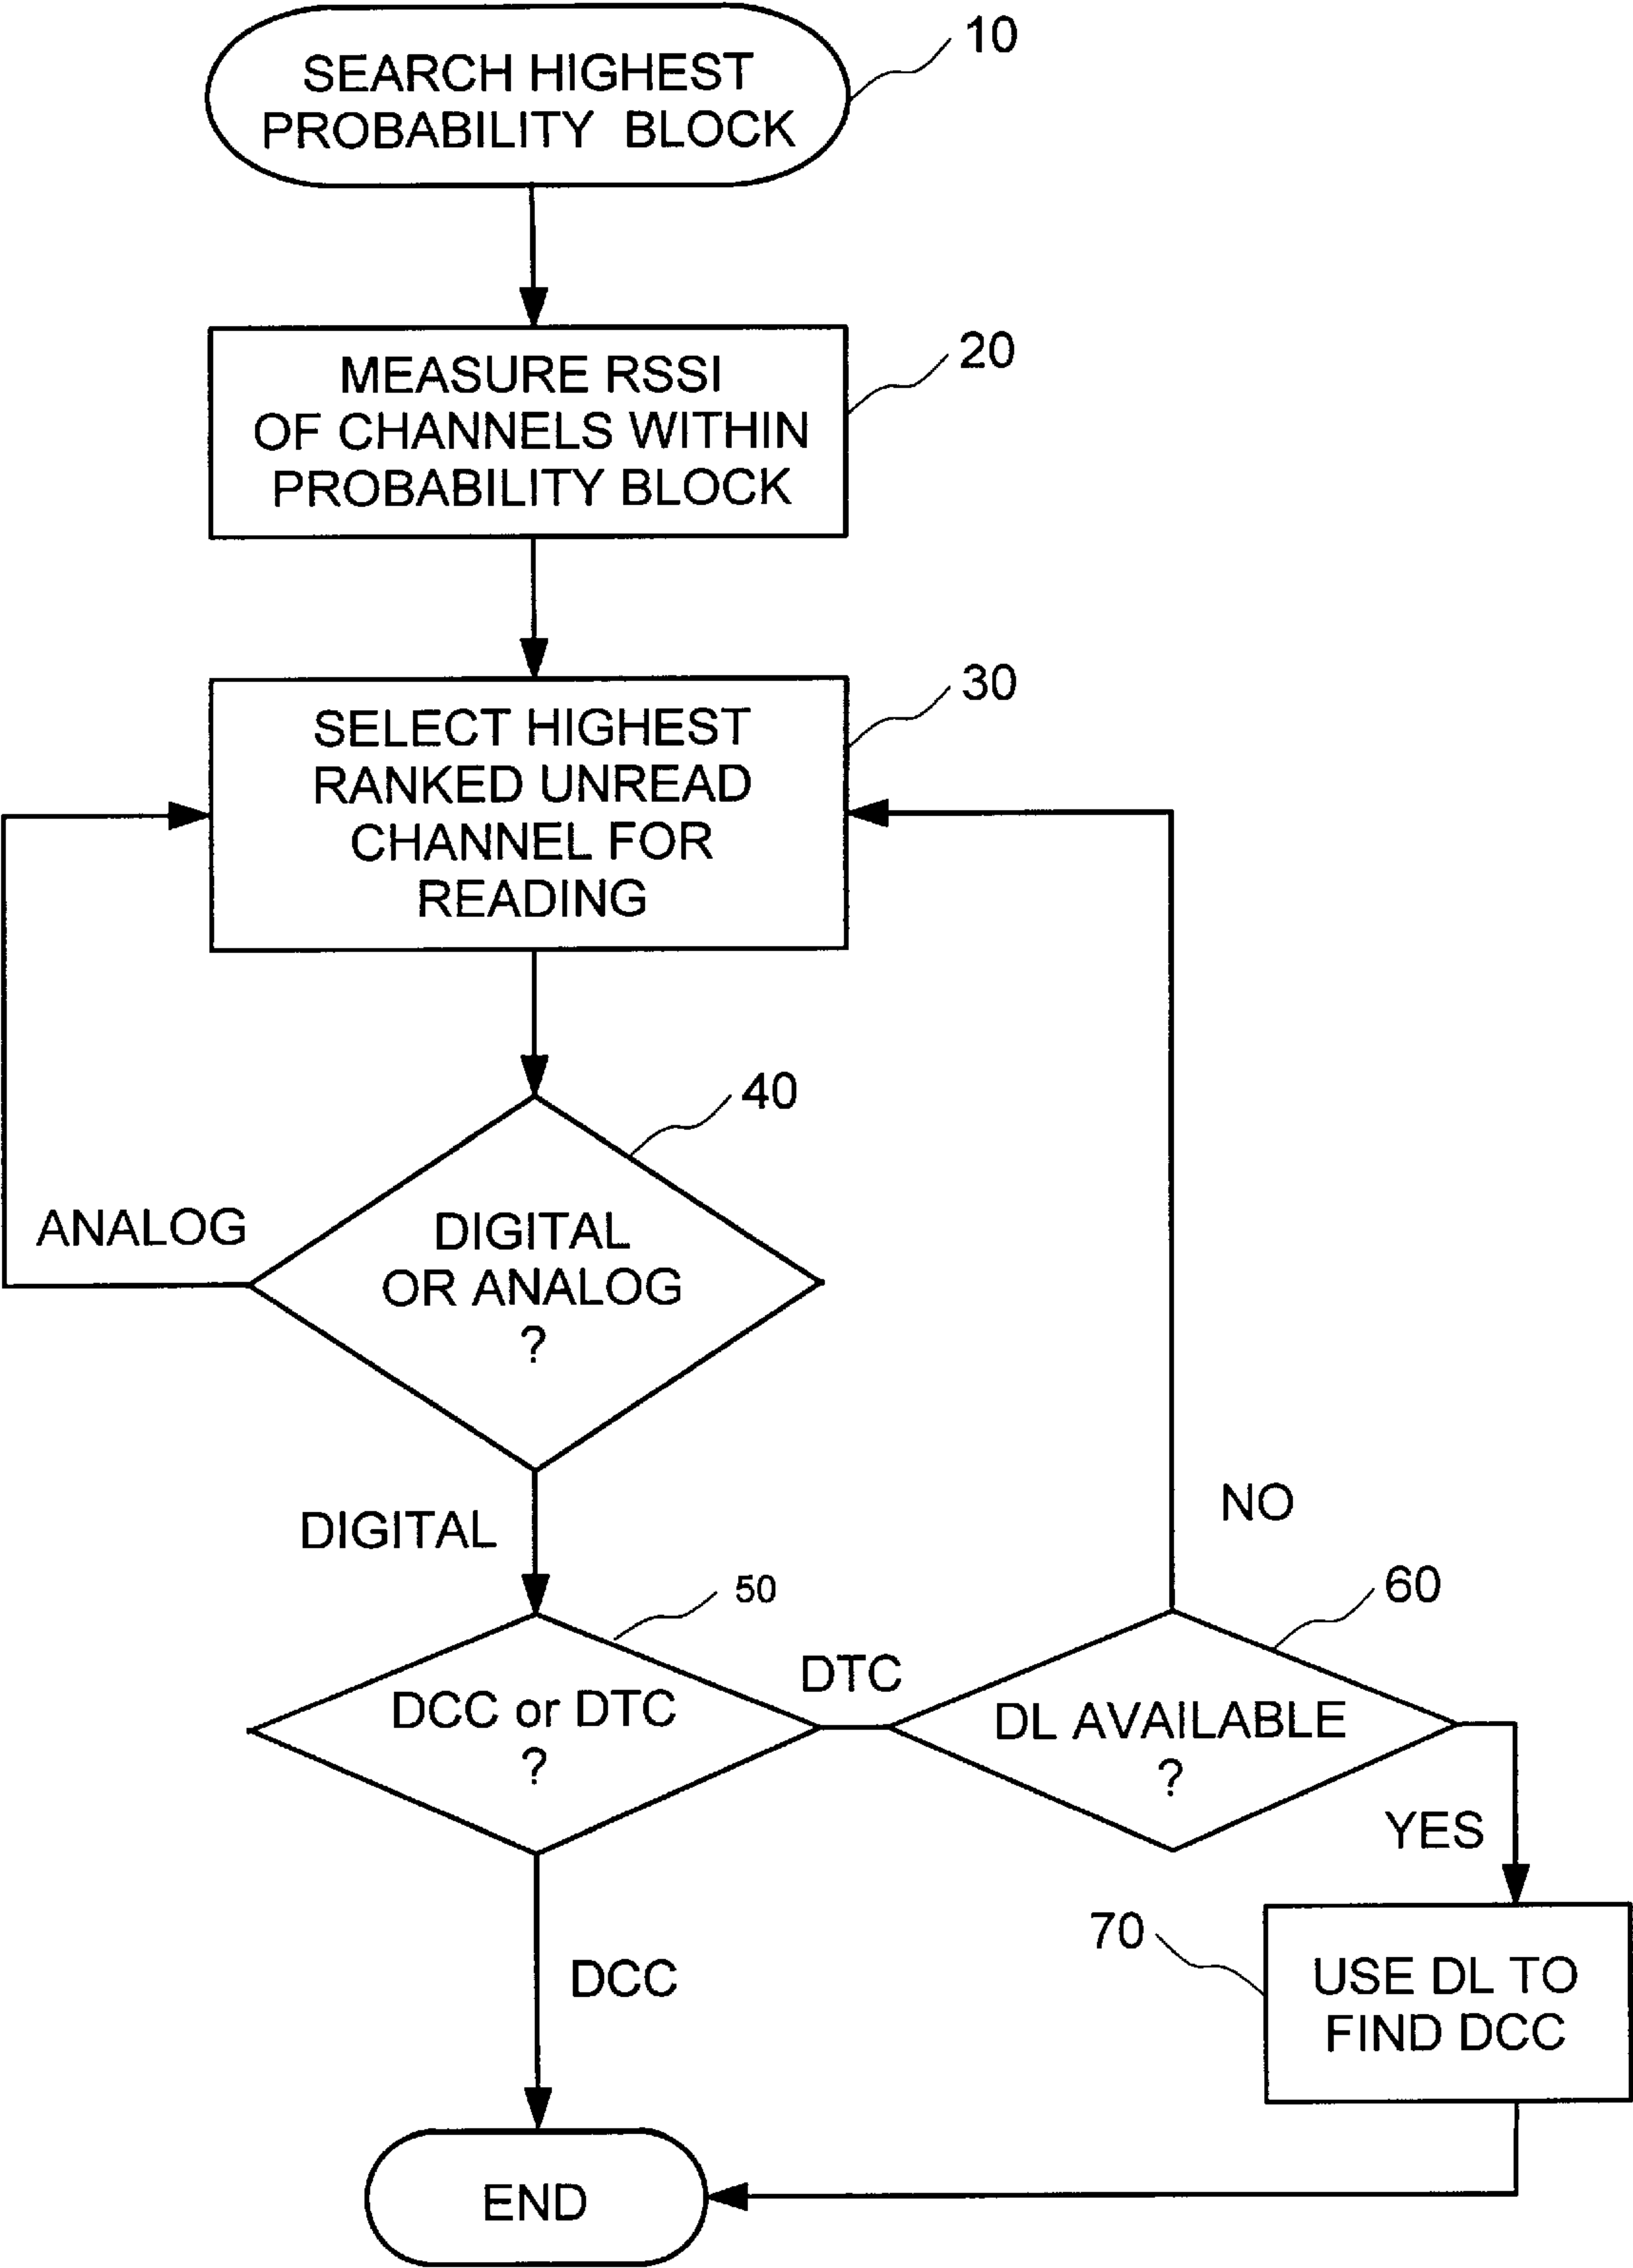 10
SEARCH HIGHEST
PROBABILITY BLOCK
20
MEASURE RSSI
OF CHANNELS WITHIN
PROBABILITY BLOCK
30
SELECT HIGHEST
RANKED UNREAD
CHANNEL FOR
READING
40
ANALOG
DIGITAL
OR ANALOG
?
DIGITAL
NO
50
60
DCC or DTC
?
DTC
DL AVAILABLE
?
YES
70
DCC
USE DL TO
FIND DCC
END